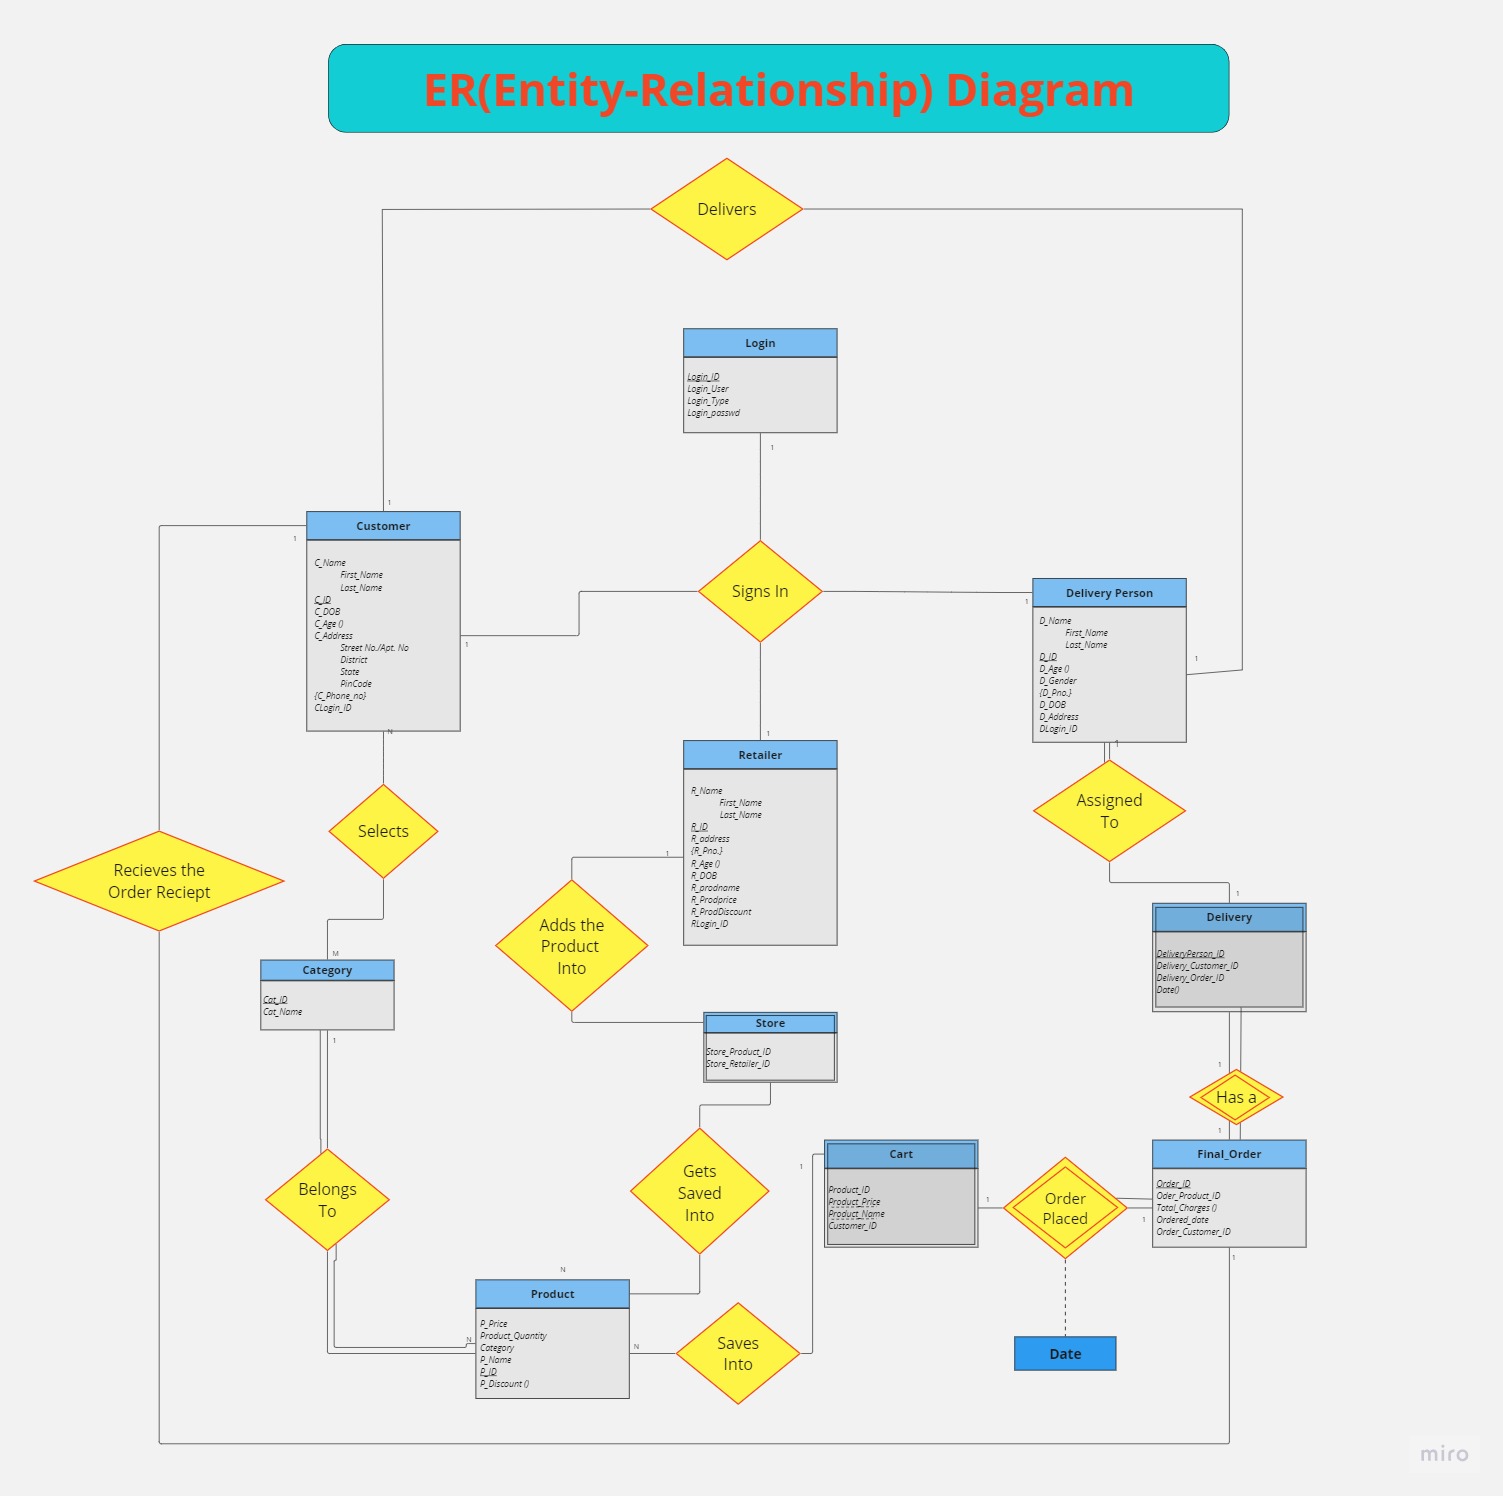 ER(Entity-Relationship) Diagram
Delivers
Login
Login_ID
Login_User
Login_Type
Login_passwd
1
1
Customer
1
C_Name
First_Name
Last_Name
C_ID
C_DOB
C_Age ()
C_Address
Street No./Apt. No
District
State
PinCode
{C_Phone_no}
CLogin_ID
1
N
Signs In
Delivery Person
1
D_Name
First_Name
Last_Name
D_ID
D_Age ()
D_Gender
{D_Pno.}
D_DOB
D_Address
DLogin_ID
1
1
1
Retailer
R_Name
First_Name
Last_Name
R_ID
R_address
{R_Pno.}
R_Age ()
R_DOB
R_prodname
R_Prodprice
R_ProdDiscount
RLogin_ID
1
Assigned
To
Selects
Recieves the
Order Reciept
Adds the
Product
Into
1
Delivery
DeliveryPerson_ID
Delivery_Customer_ID
Delivery_Order_ID
Date()
M
Category
Cat_ID
Cat_Name
1
Store
Store_Product_ID
Store_Retailer_ID
1
Has a
1
Belongs
To
Gets
Saved
Into
1
Cart
Product_ID
Product_Price
Product_Name
Customer_ID
1
Order
Placed
1
Final_Order
Order_ID
Oder_Product_ID
Total_Charges ()
Ordered_date
Order_Customer_ID
1
N
Product
P_Price
Product_Quantity
Category
P_Name
P_ID
P_Discount ()
N
N
Saves
Into
Date
miro